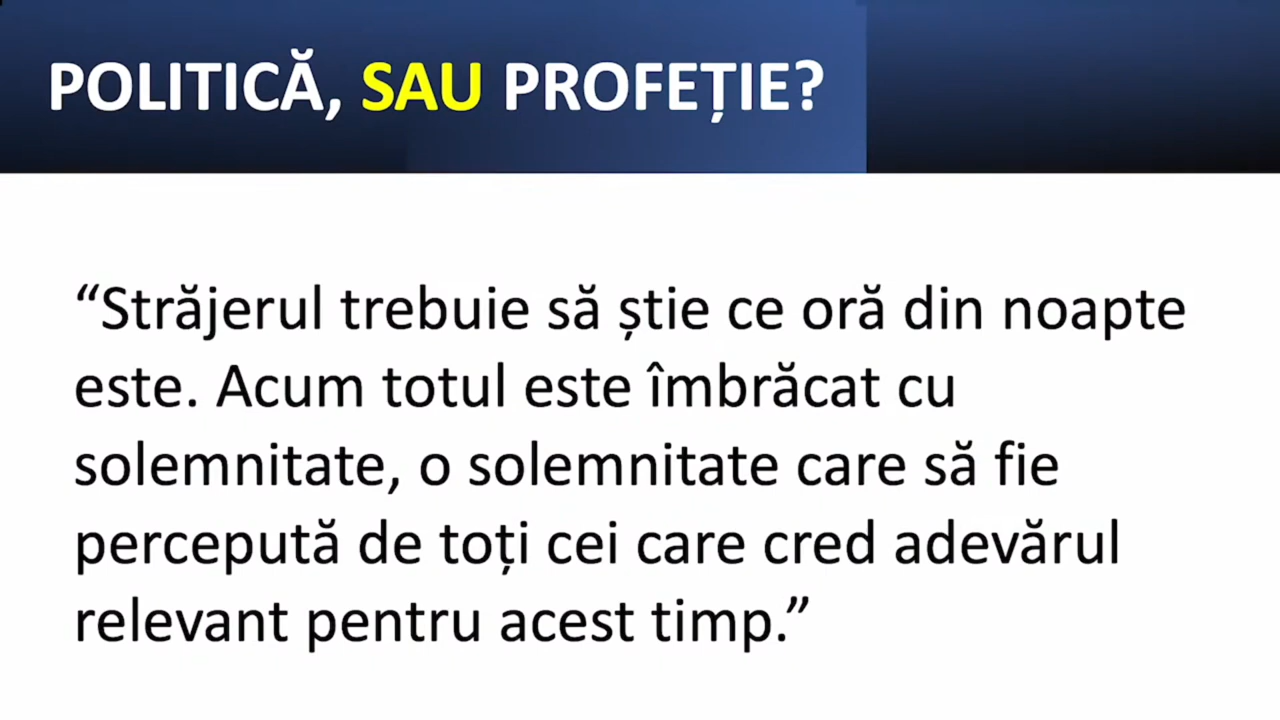 POLITICĂ, SAU PROFEȚIE?
“Străjerul trebuie să știe ce oră din noapte
este. Acum totul este îmbrăcat cu
solemnitate, o solemnitate care să fie
percepută de toți cei care cred adevărul
relevant pentru acest timp.”